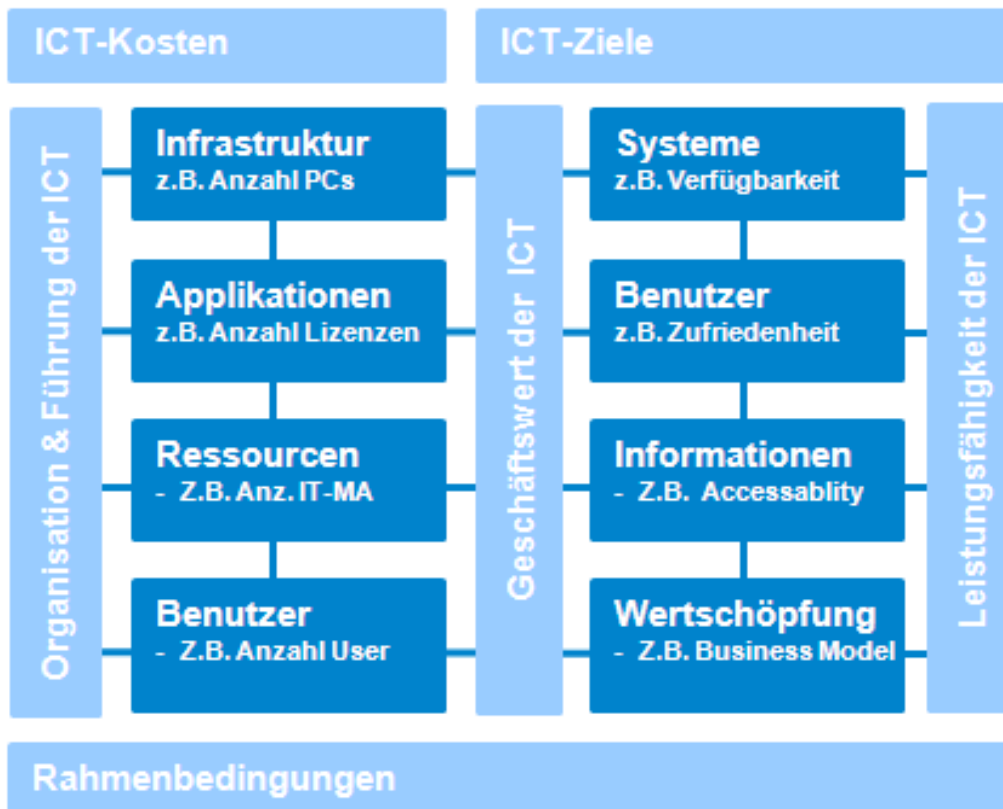 ICT-Kosten
ICT-Ziele
Organisation & Führung der ICT
Infrastruktur
z.B. Anzahl PCs
Applikationen
z.B. Anzahl Lizenzen
Ressourcen
- Z.B. Anz. IT-MA
Benutzer
- Z.B. Anzahl User
Geschäftswert der ICT
Systeme
z.B. Verfügbarkeit
Benutzer
z.B. Zufriedenheit
Informationen
- Z.B. Accessablity
Wertschöpfung
- Z.B. Business Model
Leistungsfähigkeit der ICT
Rahmenbedingungen